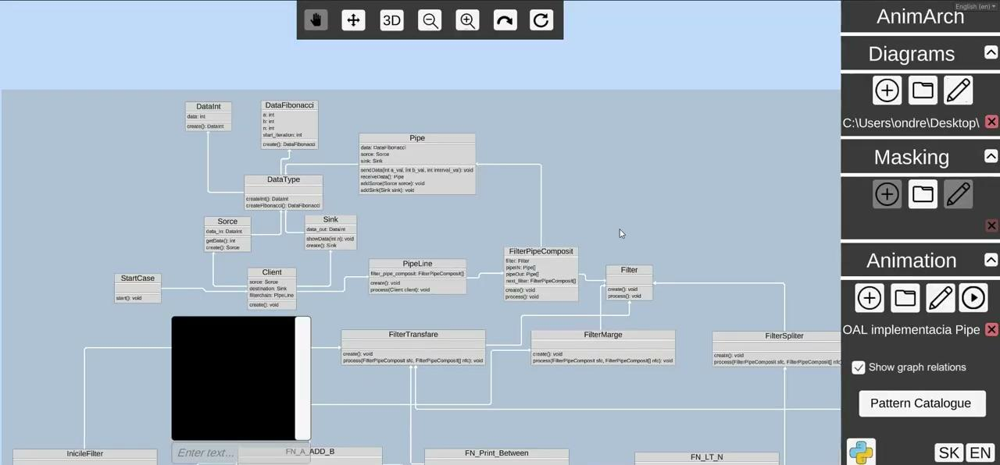 3D
English (en)
AnimArch
Diagrams
C:\Users\ondre\Desktop\
Masking
Animation
OAL implementacia Pipe
Show graph relations
Pattern Catalogue
SK
EN
DataInt
data: int
create(): DataInt
DataFibonacci
a: int
b: int
n: int
start_iteration: int
create(): DataFibonacci
Pipe
data: DataFibonacci
sorce: Sorce
sink: Sink
sendData(int a_val, int b_val, int interval_val): void
receiveData(): Pipe
addSorce(Sorce sorce): void
addSink(Sink sink): void
DataType
createInt(): DataInt
createFibonacci(): DataFibonacci
Sorce
data_in: DataInt
getData(): int
create(): Sorce
Sink
data_out: DataInt
showData(int n): void
create(): Sink
StartCase
start(): void
Client
sorce: Sorce
destination: Sink
filterchain: PipeLine
create(): void
PipeLine
filter_pipe_composit: FilterPipeComposit]
create(): void
process(Client client): void
FilterPipeComposit
filter: Filter
pipeIN: Pipe[]
pipeOut: Pipe[]
next_filter: FilterPipeComposit[]
create(): void
process(): void
Filter
create(): void
process(): void
FilterTransfare
create(): void
process(FilterPipeComposit sfc, FilterPipeComposit[] nfc): void
FilterMarge
create(): void
process(FilterPipeComposit sfc, FilterPipeComposit[] nfc): void
FilterSpliter
create(): void
process(FilterPipeComposit sfc, FilterPipeComposit[] nfc)
Enter text...
InicileFilter
FN_A_ADD_B
FN_Print_Between
FN_LT_N